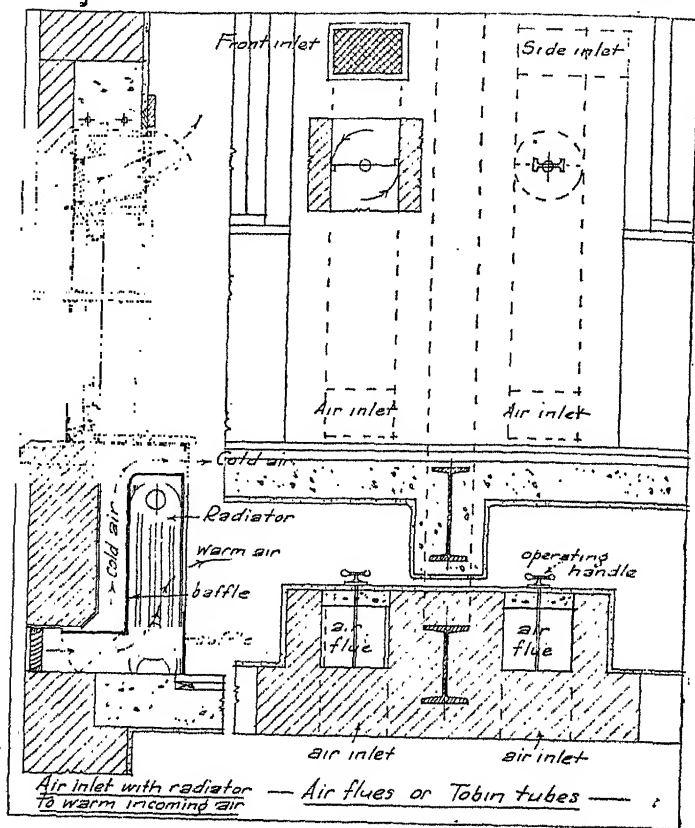 Front inlet
Side inlet
Air inlet
Air inlet
Cold air
cold air
Radiator
warm air
baffle
operating
handle
air
flue
air
flue
air inlet
air inlet
Air inlet with radiator
To warm incoming air
— Air flues or Tobin tubes —